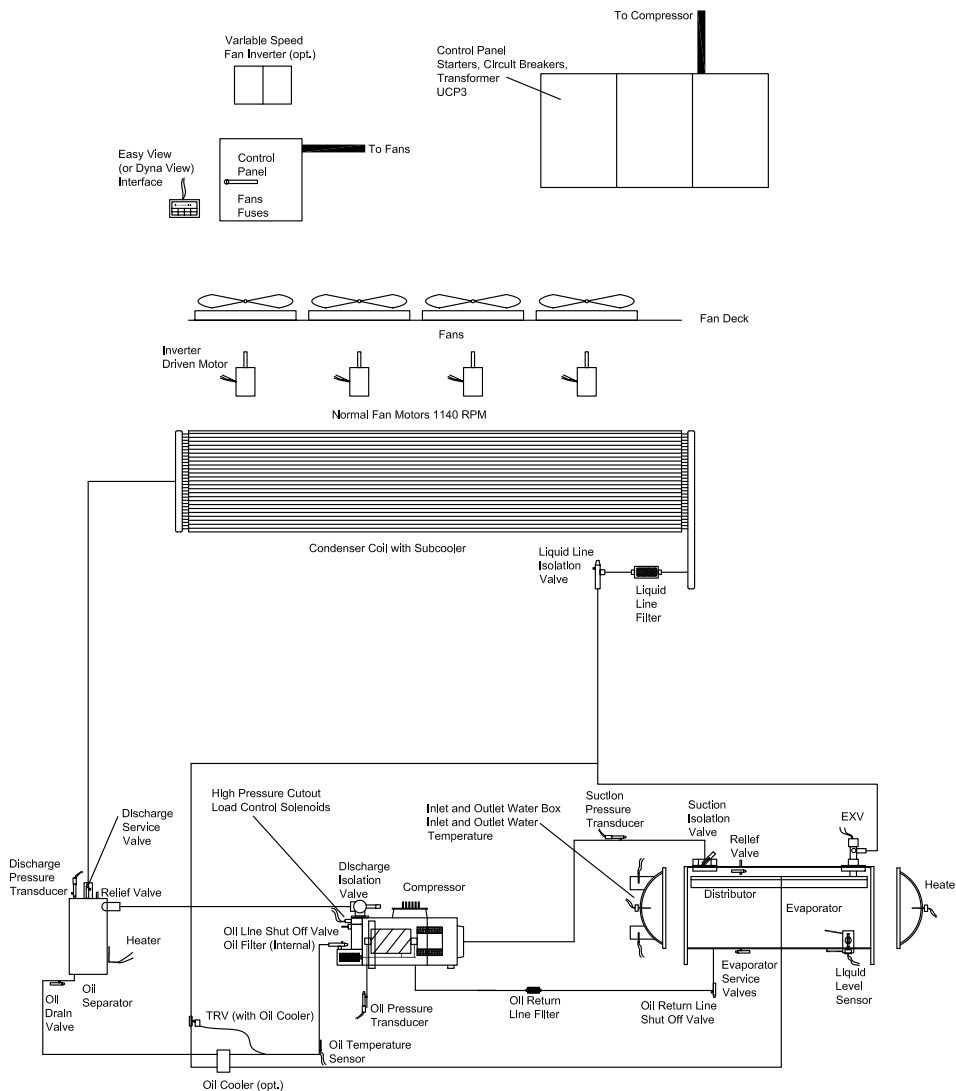 To Compressor
Variable Speed
Fan Inverter (opt.)
Control Panel
Starters, Circuit Breakers,
Transformer
UCP3
Easy View
(or Dyna View)
Interface
Control
Panel
Fans
Fuses
To Fans
Fan Deck
Fans
Inverter
Driven Motor
Normal Fan Motors 1140 RPM
Condenser Coil with Subcooler
Liquid Line
Isolation
Valve
Liquid
Line
Filter
High Pressure Cutout
Load Control Solenoids
Inlet and Outlet Water Box
Inlet and Outlet Water
Temperature
Suction
Pressure
Transducer
Suction
Isolation
Valve
Relief
Valve
EXV
Discharge
Service
Valve
Discharge
Pressure
Transducer
Relief Valve
Discharge
Isolation
Valve
Compressor
Distributor
Evaporator
Heater
Oil Line Shut Off Valve
Oil Filter (Internal)
Heater
Oil
Separator
Oil
Drain
Valve
Oil Pressure
Transducer
Oil Return
Line Filter
Oil Return Line
Shut Off Valve
Evaporator
Service
Valves
Liquid
Level
Sensor
TRV (with Oil Cooler)
Oil Temperature
Sensor
Oil Cooler (opt.)